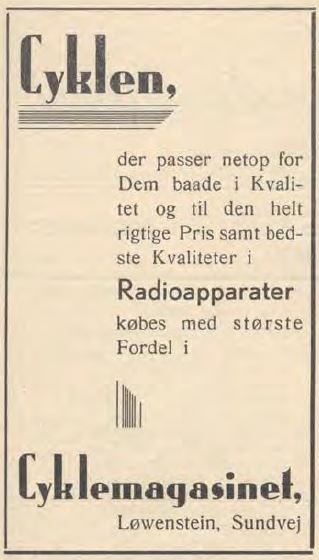 Cyklen,
der passer netop for
Dem baade i Kvali-
tet og til den helt
rigtige Pris samt bed-
ste Kvaliteter i
Radioapparater
købes med største
Fordel i
Cyklemagasinet,
Løwenstein, Sundvej